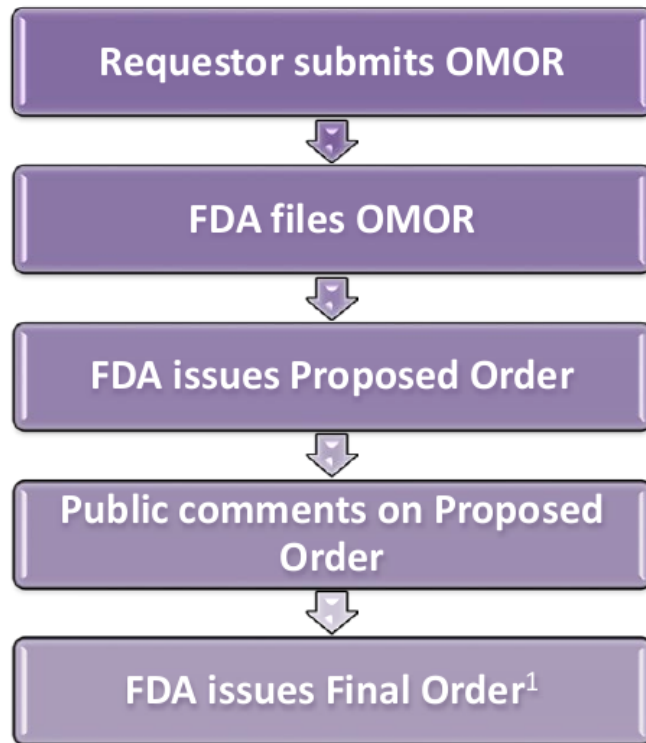 Requestor submits OMOR
FDA files OMOR
FDA issues Proposed Order
Public comments on Proposed
Order
FDA issues Final Order¹